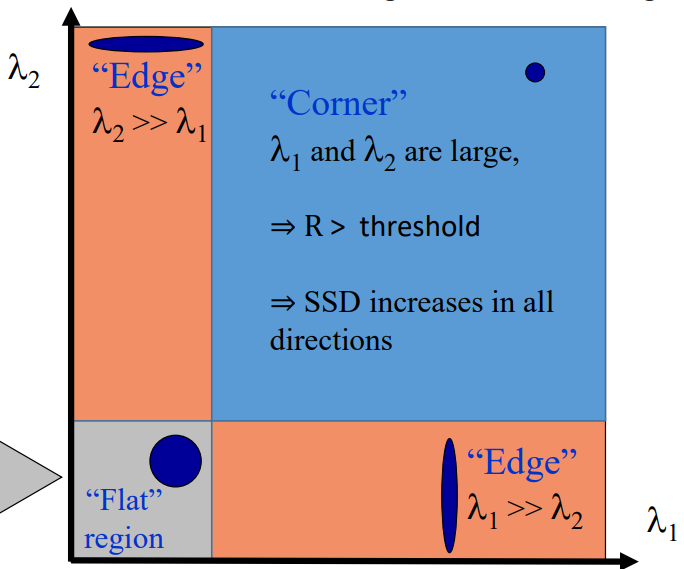 λ2
“Edge”
λ2 >> λ1
“Corner”
λ1 and λ2 are large,
⇒ R > threshold
⇒ SSD increases in all
directions
“Flat”
region
“Edge”
λ1 >> λ2
λ1